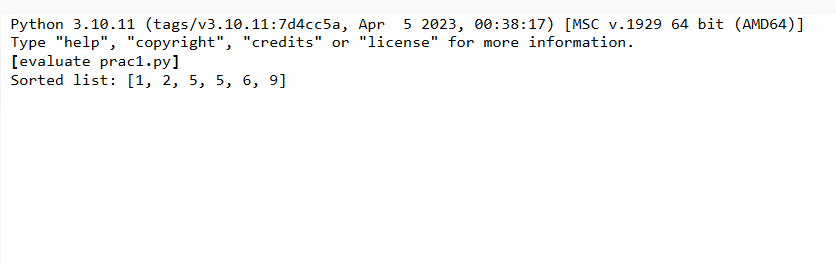 Python 3.10.11 (tags/v3.10.11:7d4cc5a, Apr  5 2023, 00:38:17) [MSC v.1929 64 bit (AMD64)]
Type "help", "copyright", "credits" or "license" for more information.
[evaluate prac1.py]
Sorted list: [1, 2, 5, 5, 6, 9]